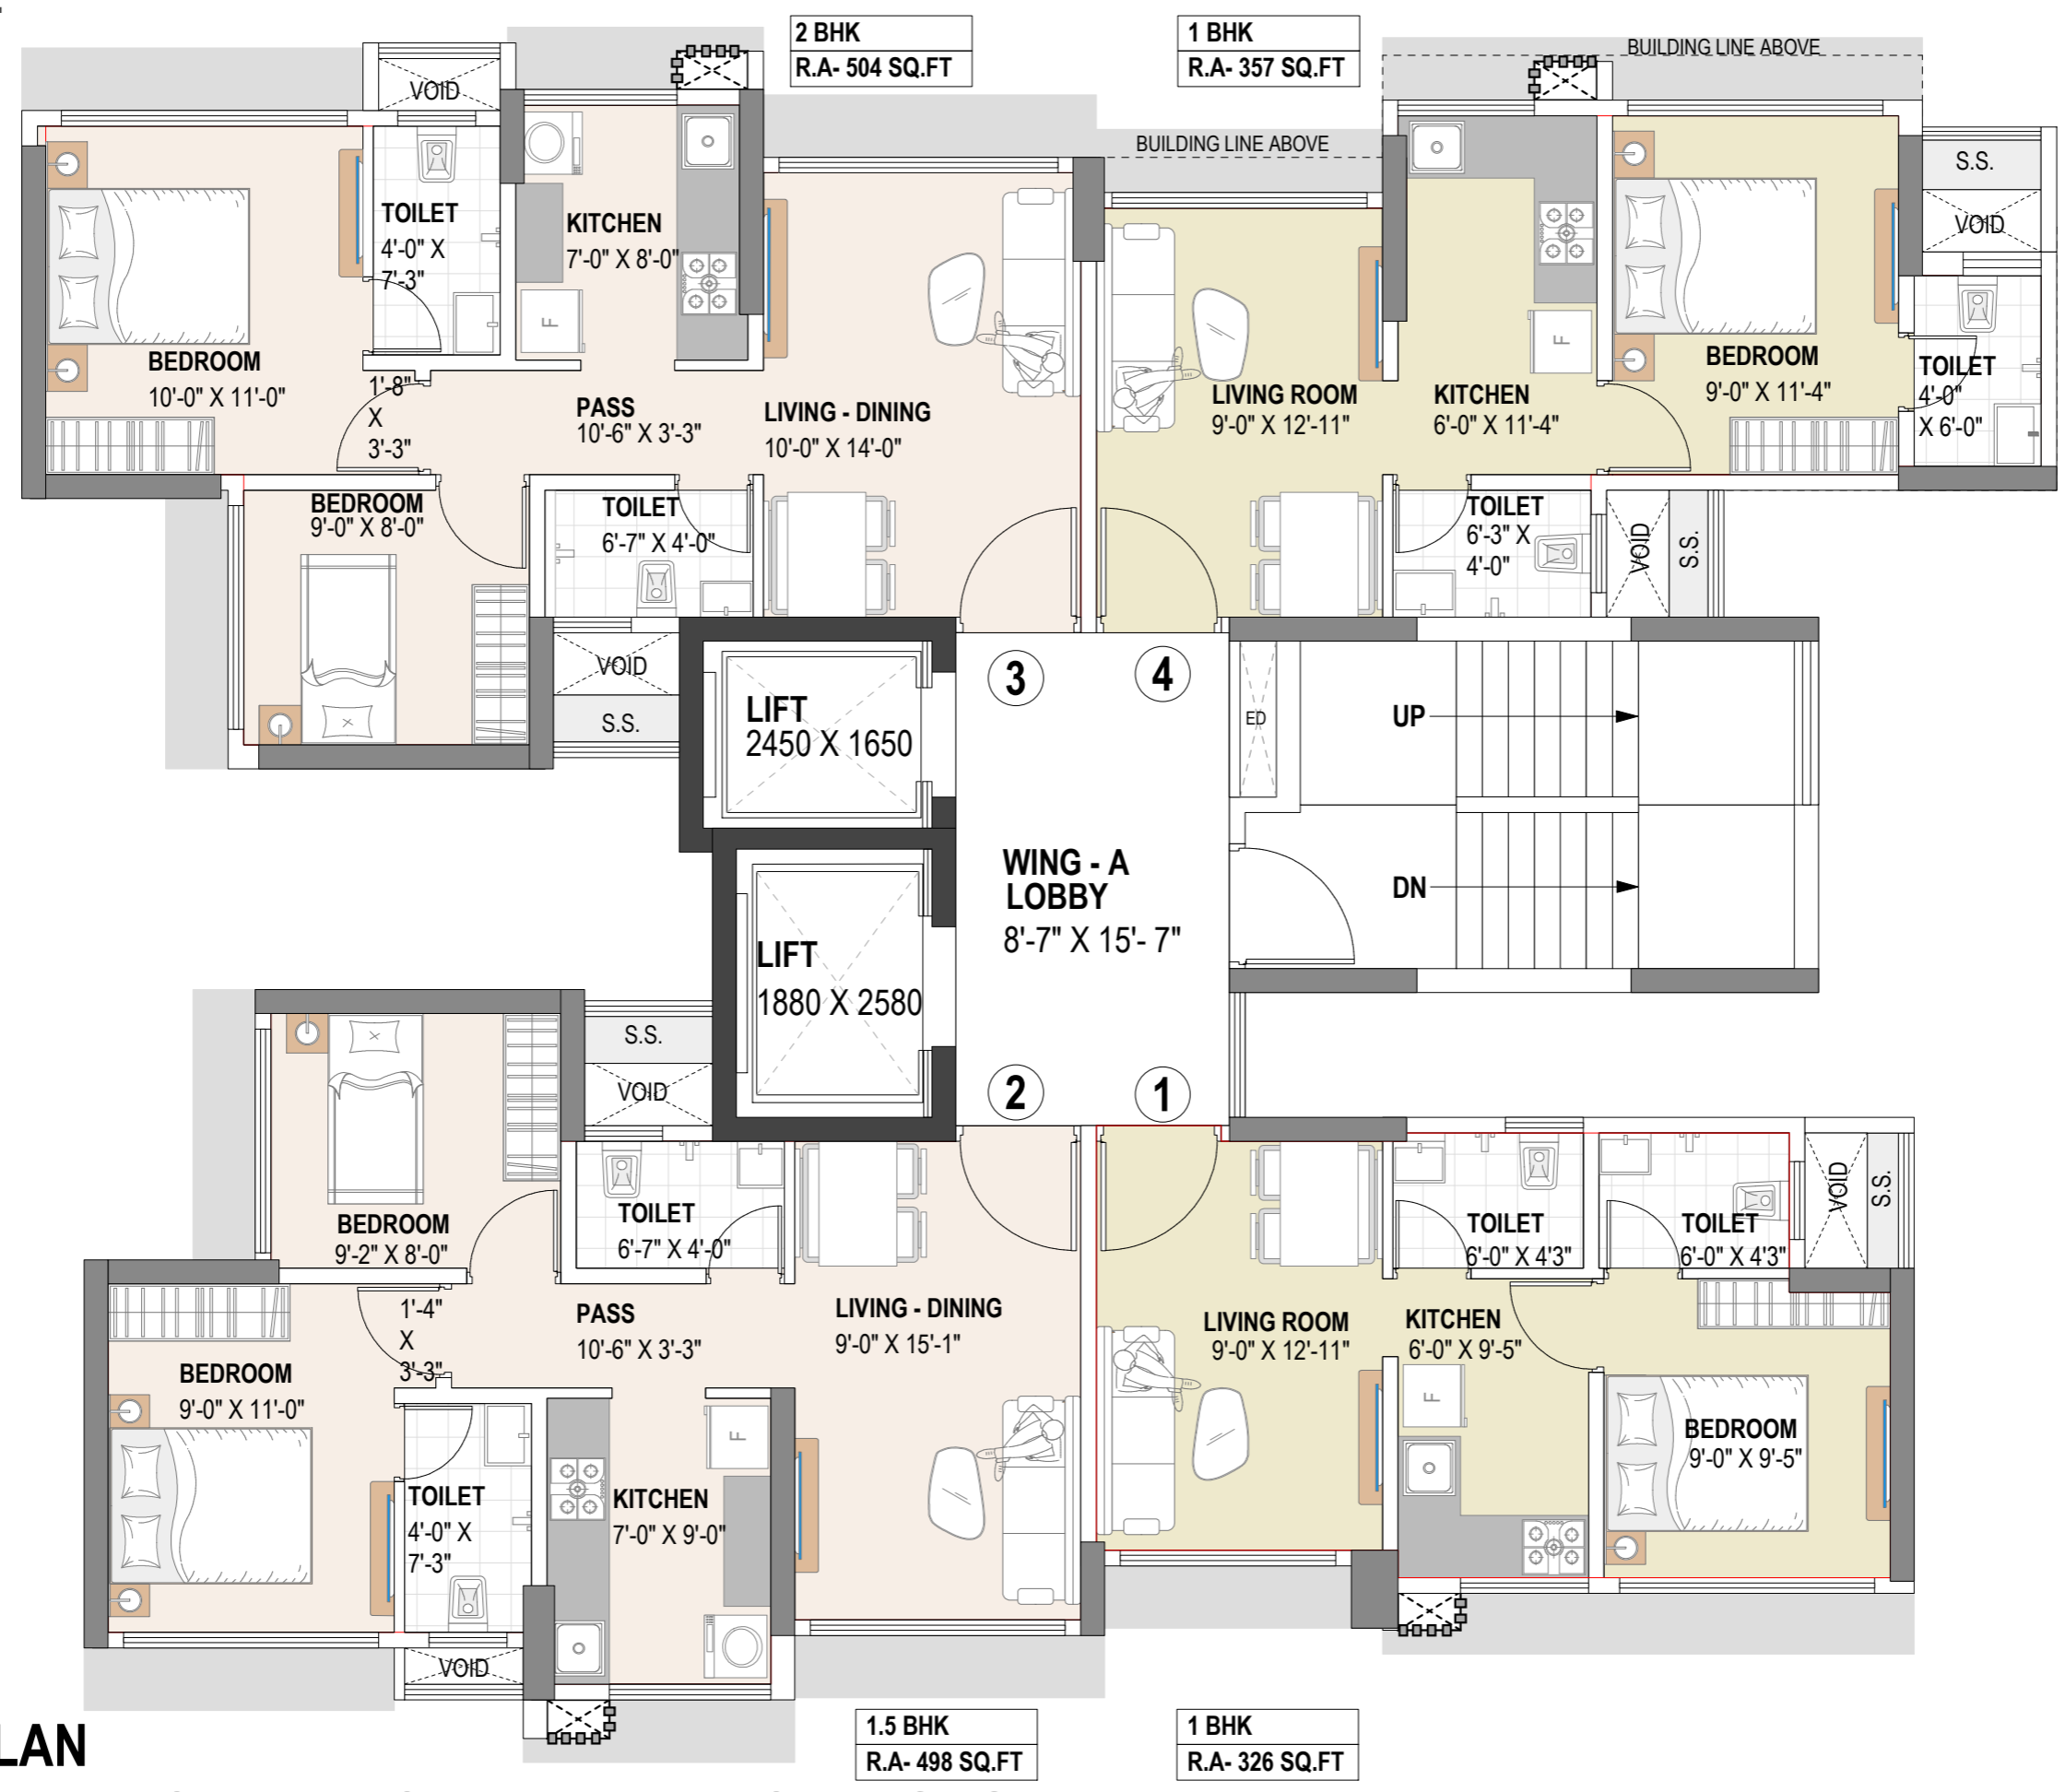 2 BHK
R.A- 504 SQ.FT
1 BHK
R.A- 357 SQ.FT
BUILDING LINE ABOVE
BUILDING LINE ABOVE
VOID
BEDROOM
10'-0" X 11'-0"
TOILET
4'-0" X
7'-3"
KITCHEN
7'-0" X 8'-0"
F
1'-8"
X
3'-3"
PASS
10'-6" X 3'-3"
LIVING - DINING
10'-0" X 14'-0"
BEDROOM
9'-0" X 8'-0"
TOILET
6'-7" X 4'-0"
VOID
S.S.
LIVING ROOM
9'-0" X 12'-11"
KITCHEN
6'-0" X 11'-4"
F
BEDROOM
9'-0" X 11'-4"
S.S.
VOID
TOILET
4'-0"
X 6'-0"
TOILET
6'-3" X
4'-0"
VOID
S.S.
LIFT
2450 X 1650
3
4
ED
UP
DN
WING - A
LOBBY
8'-7" X 15'- 7"
LIFT
1880 X 2580
2
1
S.S.
VOID
BEDROOM
9'-2" X 8'-0"
TOILET
6'-7" X 4'-0"
1'-4"
X
3'-3"
PASS
10'-6" X 3'-3"
LIVING - DINING
9'-0" X 15'-1"
BEDROOM
9'-0" X 11'-0"
TOILET
4'-0" X
7'-3"
KITCHEN
7'-0" X 9'-0"
F
VOID
LIVING ROOM
9'-0" X 12'-11"
KITCHEN
6'-0" X 9'-5"
F
TOILET
6'-0" X 4'3"
TOILET
6'-0" X 4'3"
VOID
S.S.
BEDROOM
9'-0" X 9'-5"
1.5 BHK
R.A- 498 SQ.FT
1 BHK
R.A- 326 SQ.FT
LAN